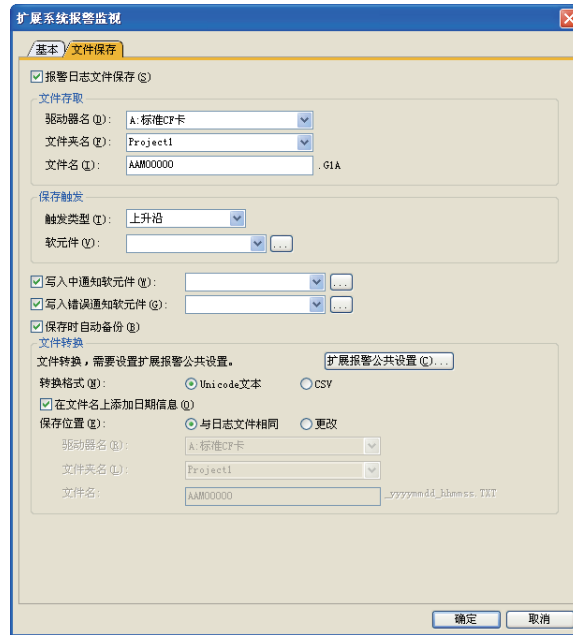 扩展系统报警监视
基本 文件保存
报警日志文件保存(S)
文件存取
驱动器名(D): A:标准CF卡
文件夹名(F): Project1
文件名(I): AAM00000 .G1A
保存触发
触发类型(T): 上升沿
软元件(V): ...
写入中通知软元件(W): ...
写入错误通知软元件(G): ...
保存时自动备份(B)
文件转换
文件转换，需要设置扩展报警公共设置。 扩展报警公共设置(C)...
转换格式(N): Unicode文本 CSV
在文件名上添加日期信息(O)
保存位置(E): 与日志文件相同 更改
驱动器名(R): A:标准CF卡
文件夹名(L): Project1
文件名: AAM00000 _yyyymmdd_hhmmss.TXT
确定 取消